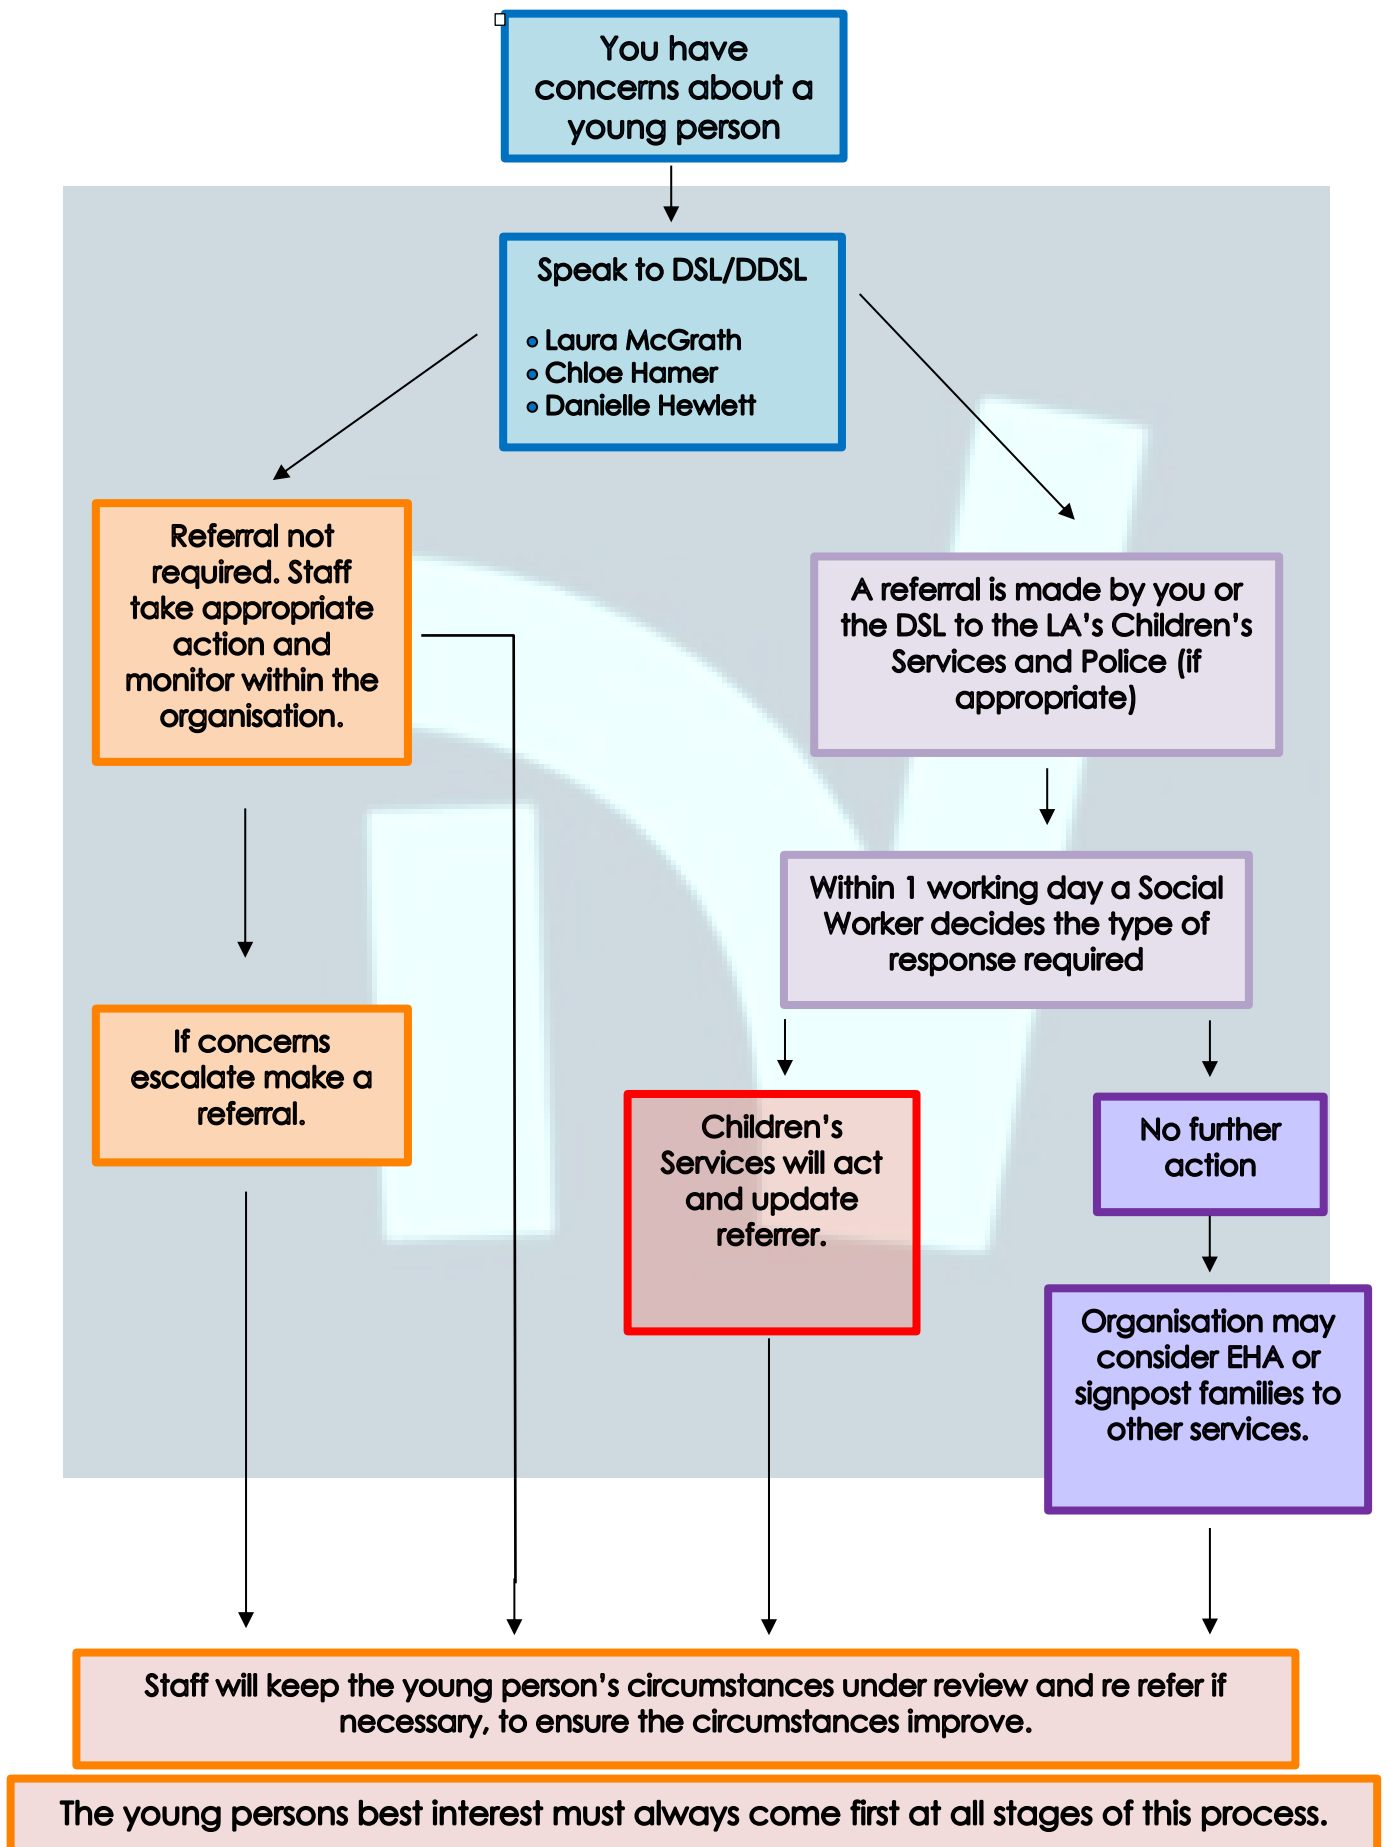 You have
concerns about a
young person
Speak to DSL/DDSL
• Laura McGrath
• Chloe Hamer
• Danielle Hewlett
Referral not
required. Staff
take appropriate
action and
monitor within the
organisation.
A referral is made by you or
the DSL to the LA’s Children’s
Services and Police (if
appropriate)
Within 1 working day a Social
Worker decides the type of
response required
If concerns
escalate make a
referral.
Children’s
Services will act
and update
referrer.
No further
action
Organisation may
consider EHA or
signpost families to
other services.
Staff will keep the young person’s circumstances under review and re refer if
necessary, to ensure the circumstances improve.
The young persons best interest must always come first at all stages of this process.